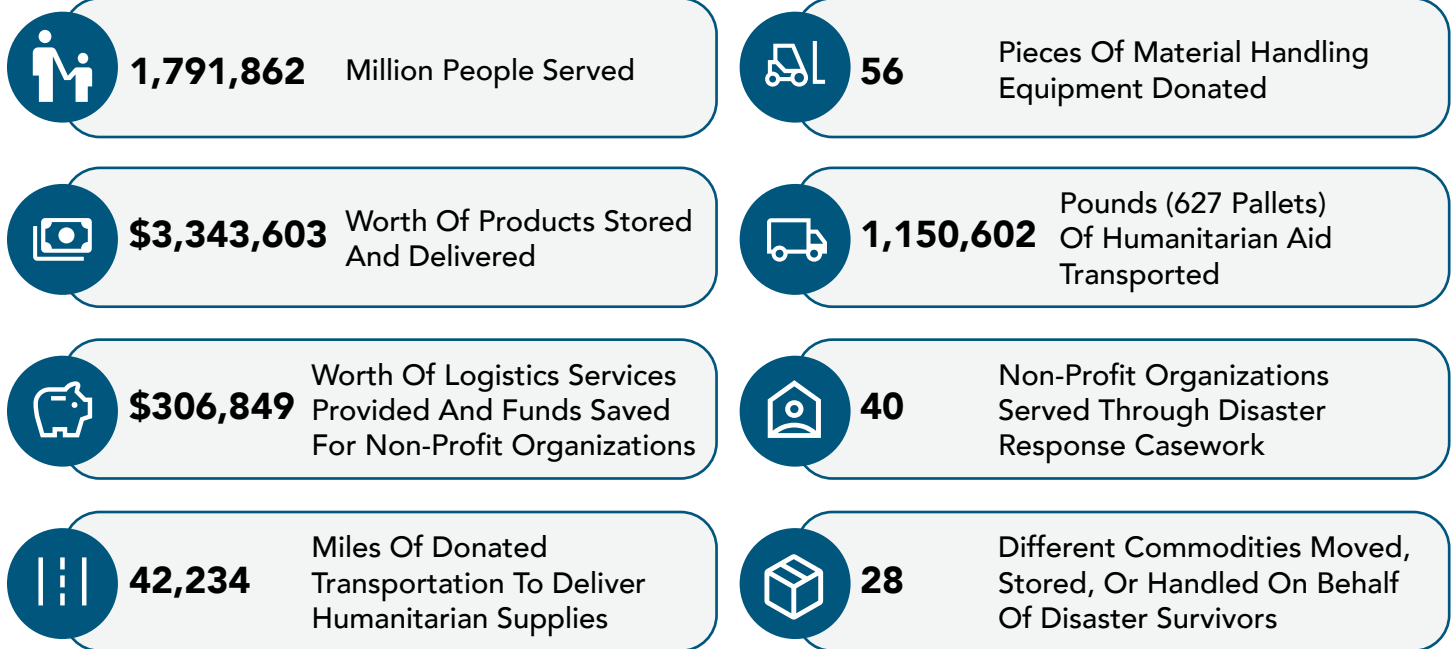 1,791,862
Million People Served
56
Pieces Of Material Handling
Equipment Donated
$3,343,603
Worth Of Products Stored
And Delivered
1,150,602
Pounds (627 Pallets)
Of Humanitarian Aid
Transported
$306,849
Worth Of Logistics Services
Provided And Funds Saved
For Non-Profit Organizations
40
Non-Profit Organizations
Served Through Disaster
Response Casework
42,234
Miles Of Donated
Transportation To Deliver
Humanitarian Supplies
28
Different Commodities Moved,
Stored, Or Handled On Behalf
Of Disaster Survivors